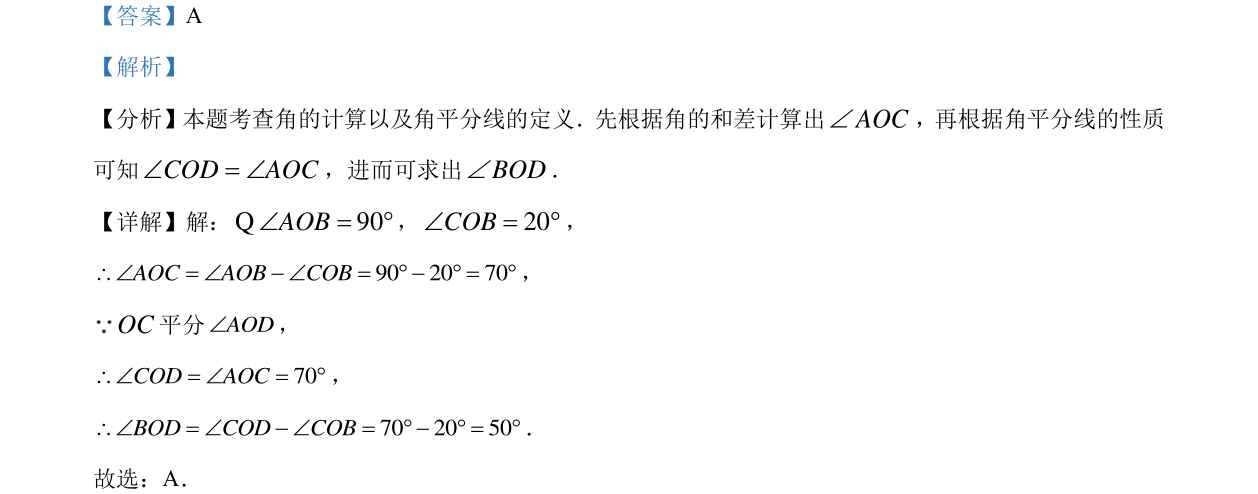 【答案】A
【解析】
【分析】本题考查角的计算以及角平分线的定义．先根据角的和差计算出∠AOC，再根据角平分线的性质
可知∠COD＝∠AOC，进而可求出∠BOD．
【详解】解：Q∠AOB＝90°，∠COB＝20°，
∴∠AOC＝∠AOB－∠COB＝90°－20°＝70°，
∵OC平分∠AOD，
∴∠COD＝∠AOC＝70°，
∴∠BOD＝∠COD－∠COB＝70°－20°＝50°．
故选：A．